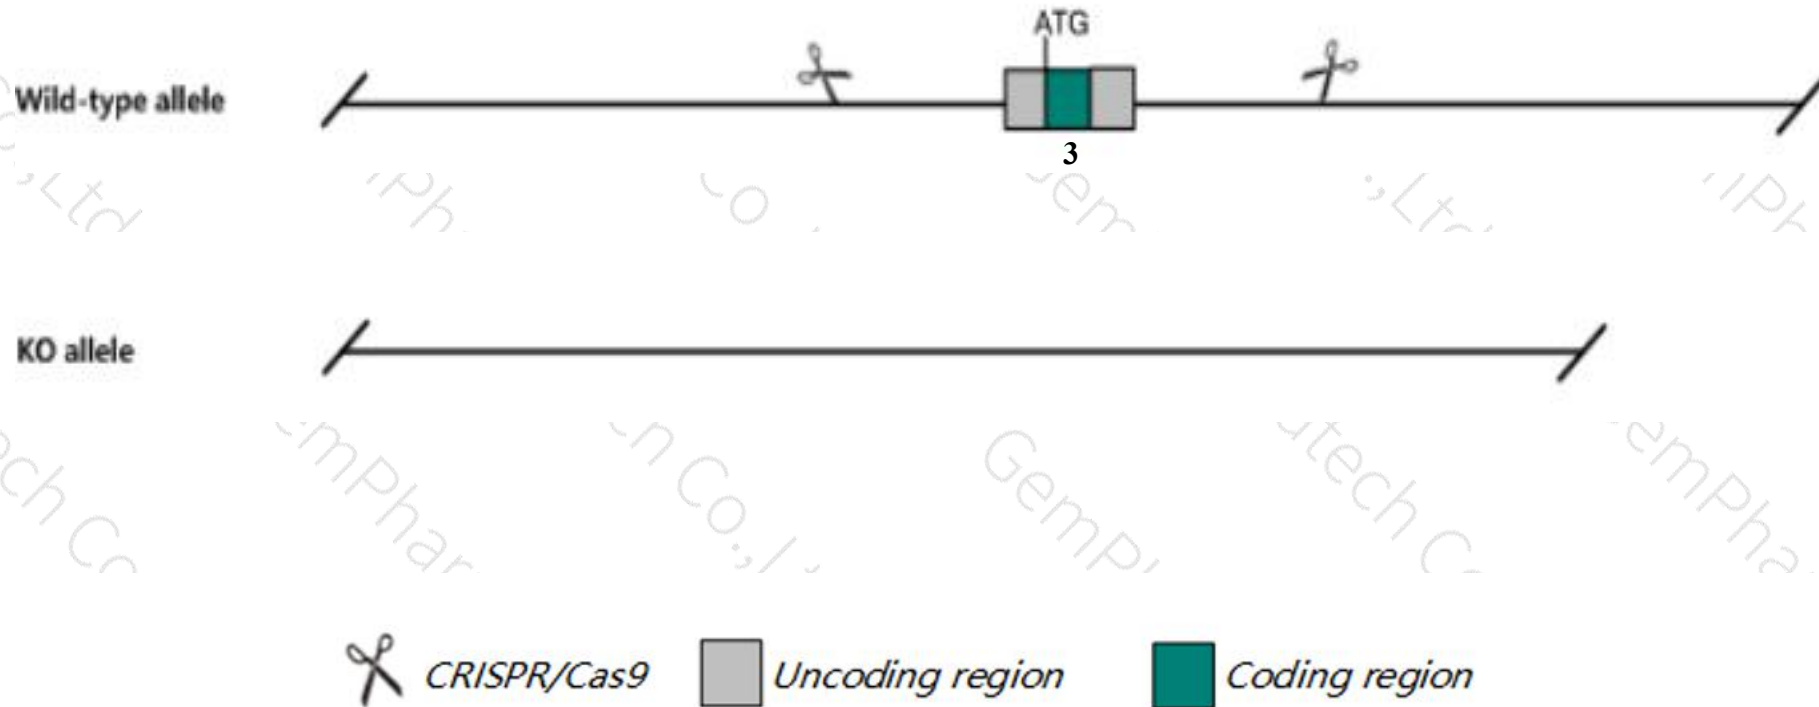 ATG
Wild-type allele
3
KO allele
CRISPR/Cas9
Uncoding region
Coding region